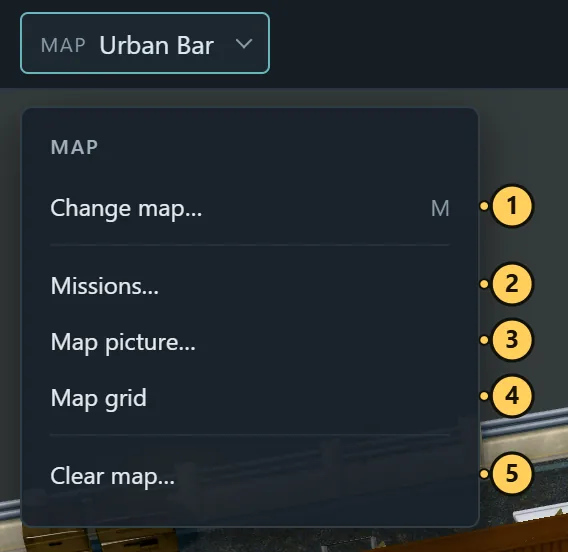 MAP Urban Bar
MAP
Change map... M 1
Missions... 2
Map picture... 3
Map grid 4
Clear map... 5